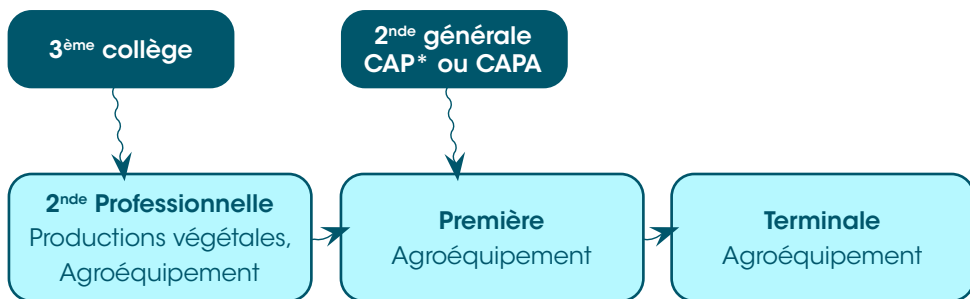 3ème collège
2nde générale
CAP* ou CAPA
2nde Professionnelle
Productions végétales,
Agroéquipement
Première
Agroéquipement
Terminale
Agroéquipement